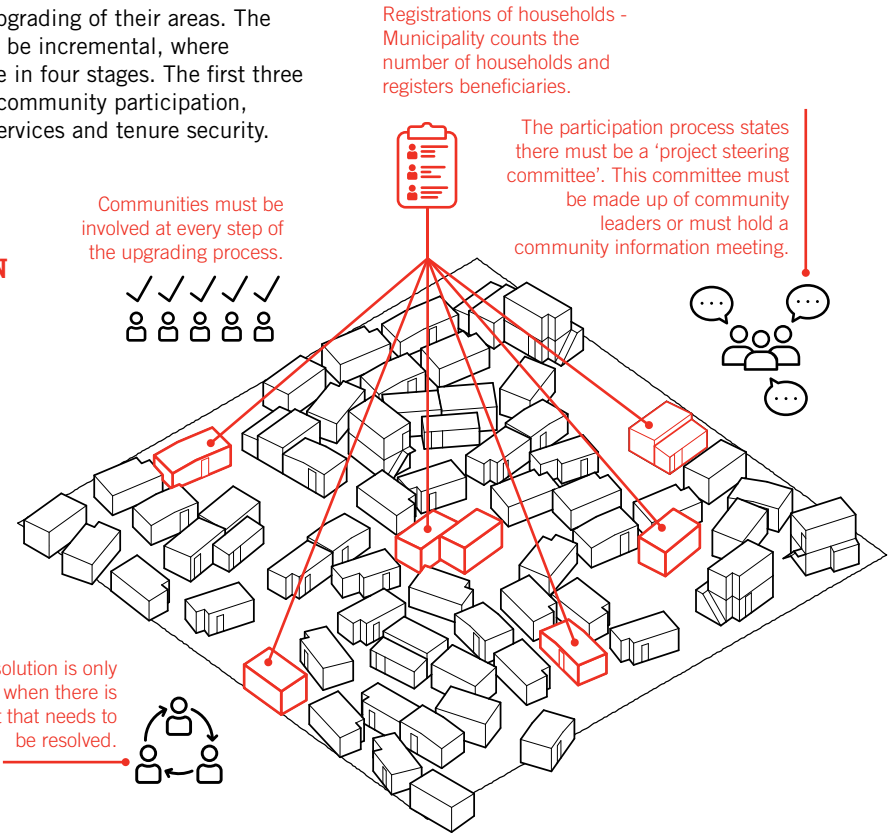 pgrading of their areas. The
be incremental, where
e in four stages. The first three
community participation,
ervices and tenure security.
Registrations of households -
Municipality counts the
number of households and
registers beneficiaries.
The participation process states
there must be a ‘project steering
committee’. This committee must
be made up of community
leaders or must hold a
community information meeting.
Communities must be
involved at every step of
the upgrading process.
N
solution is only
when there is
t that needs to
be resolved.